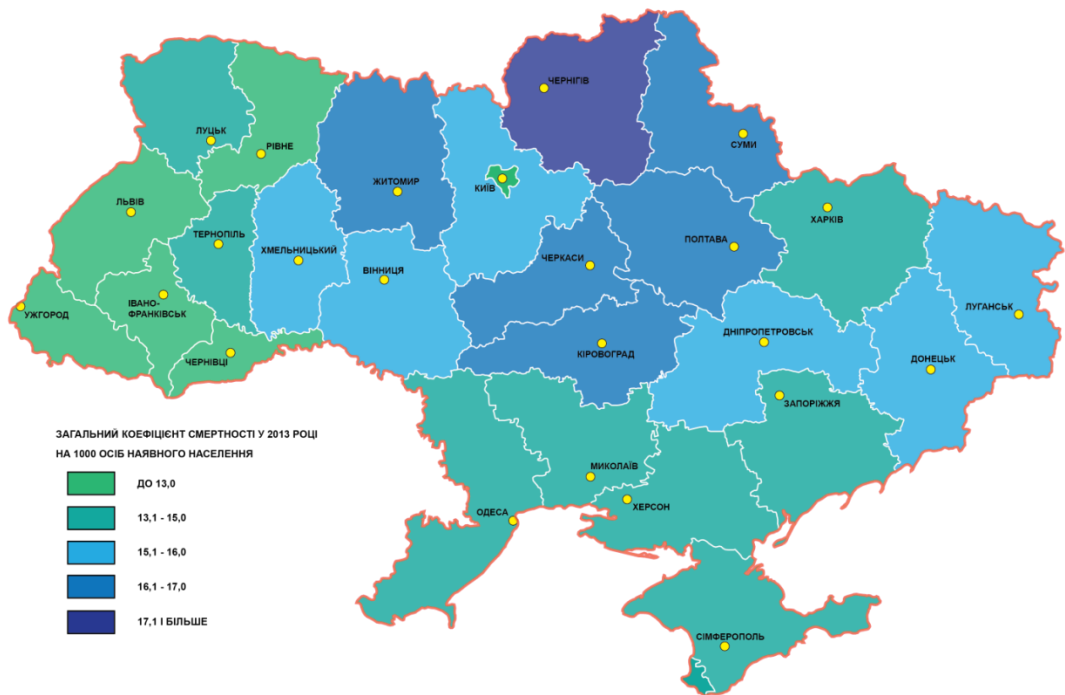 ЧЕРНІГІВ
ЛУЦЬК
РІВНЕ
СУМИ
ЖИТОМИР
КИЇВ
ЛЬВІВ
ТЕРНОПІЛЬ
ХАРКІВ
ХМЕЛЬНИЦЬКИЙ
ВІННИЦЯ
ЧЕРКАСИ
ПОЛТАВА
УЖГОРОД
ІВАНО-
ФРАНКІВСЬК
ЛУГАНСЬК
ЧЕРНІВЦІ
КІРОВОГРАД
ДНІПРОПЕТРОВСЬК
ДОНЕЦЬК
ЗАПОРІЖЖЯ
МИКОЛАЇВ
ХЕРСОН
ОДЕСА
СІМФЕРОПОЛЬ
ЗАГАЛЬНИЙ КОЕФІЦІЄНТ СМЕРТНОСТІ У 2013 РОЦІ
НА 1000 ОСІБ НАЯВНОГО НАСЕЛЕННЯ
ДО 13,0
13,1 - 15,0
15,1 - 16,0
16,1 - 17,0
17,1 І БІЛЬШЕ